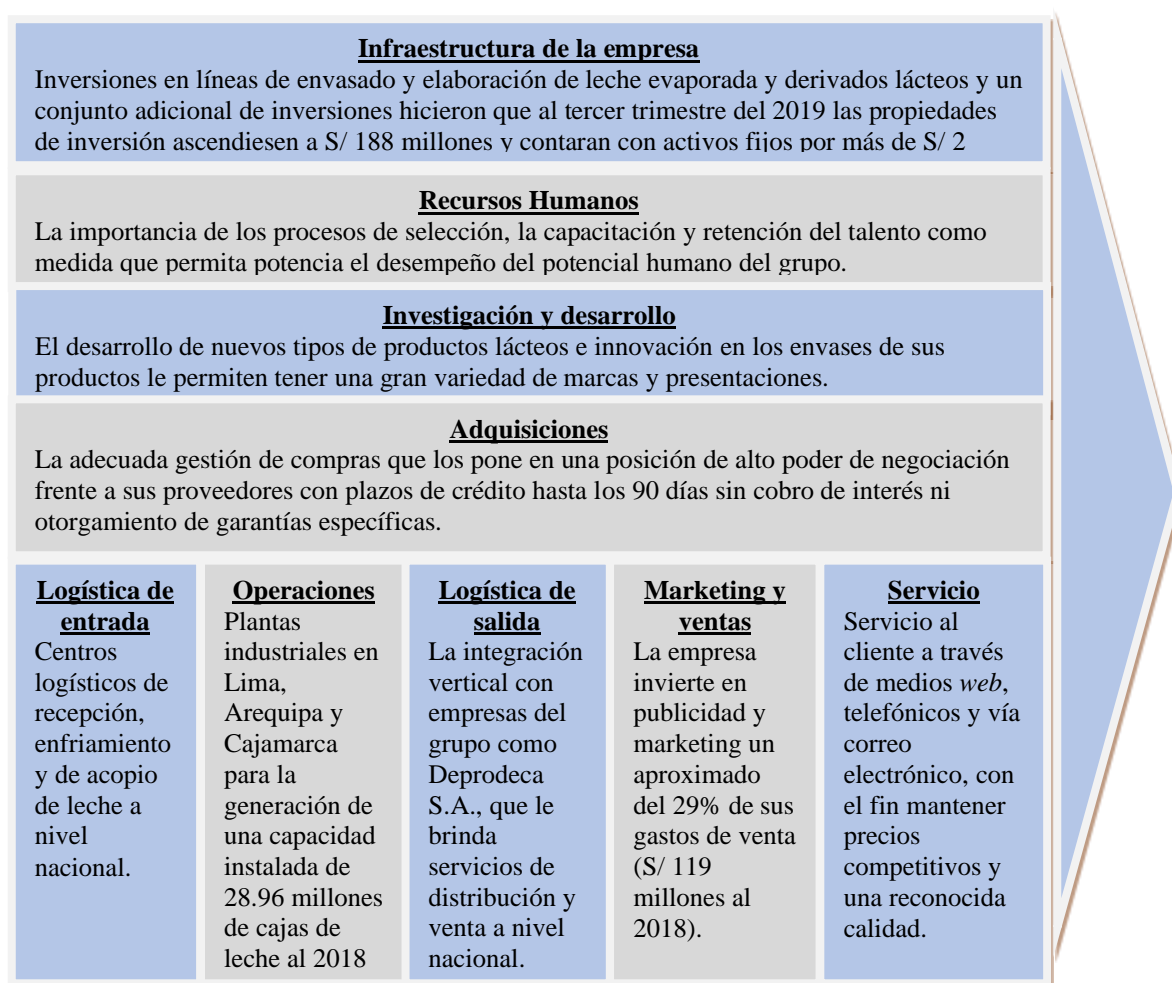 Infraestructura de la empresa
Inversiones en líneas de envasado y elaboración de leche evaporada y derivados lácteos y un
conjunto adicional de inversiones hicieron que al tercer trimestre del 2019 las propiedades
de inversión ascendiesen a S/ 188 millones y contaran con activos fijos por más de S/ 2
Recursos Humanos
La importancia de los procesos de selección, la capacitación y retención del talento como
medida que permita potencia el desempeño del potencial humano del grupo.
Investigación y desarrollo
El desarrollo de nuevos tipos de productos lácteos e innovación en los envases de sus
productos le permiten tener una gran variedad de marcas y presentaciones.
Adquisiciones
La adecuada gestión de compras que los pone en una posición de alto poder de negociación
frente a sus proveedores con plazos de crédito hasta los 90 días sin cobro de interés ni
otorgamiento de garantías específicas.
Logística de
entrada
Centros
logísticos de
recepción,
enfriamiento
y de acopio
de leche a
nivel
nacional.
Operaciones
Plantas
industriales en
Lima,
Arequipa y
Cajamarca
para la
generación de
una capacidad
instalada de
28.96 millones
de cajas de
leche al 2018
Logística de
salida
La integración
vertical con
empresas del
grupo como
Deprodeca
S.A., que le
brinda
servicios de
distribución y
venta a nivel
nacional.
Marketing y
ventas
La empresa
invierte en
publicidad y
marketing un
aproximado
del 29% de sus
gastos de venta
(S/ 119
millones al
2018).
Servicio
Servicio al
cliente a través
de medios web,
telefónicos y vía
correo
electrónico, con
el fin mantener
precios
competitivos y
una reconocida
calidad.